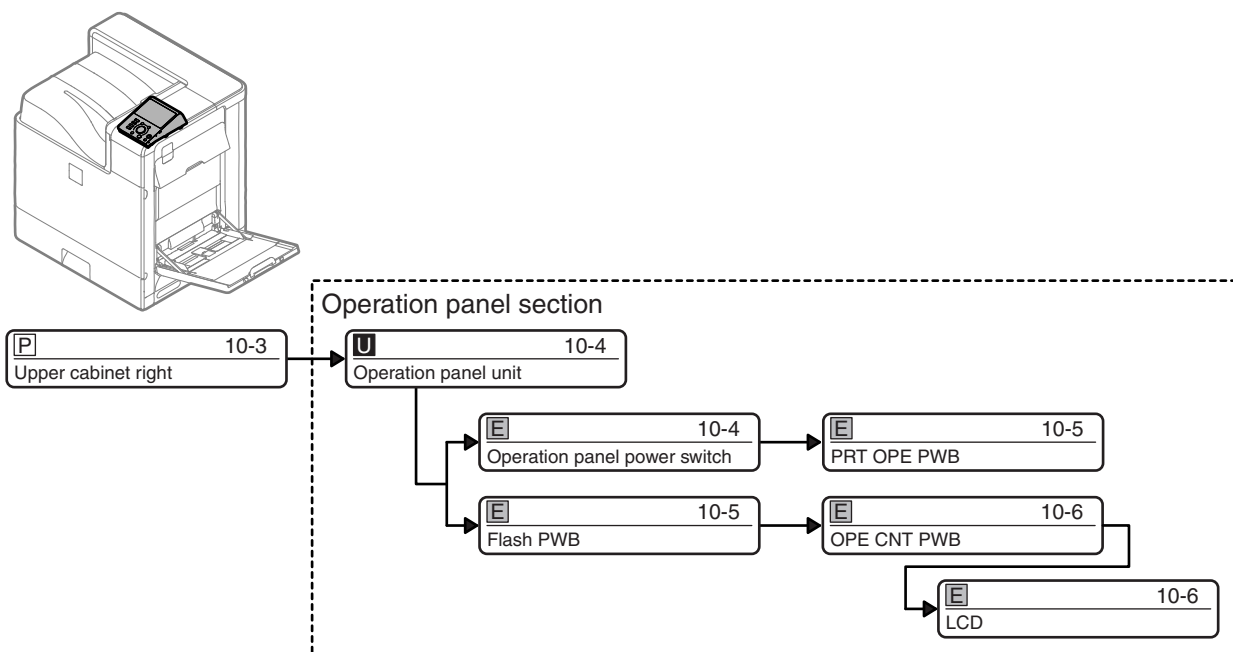 Operation panel section
P 10-3
Upper cabinet right
U 10-4
Operation panel unit
E 10-4
Operation panel power switch
E 10-5
PRT OPE PWB
E 10-5
Flash PWB
E 10-6
OPE CNT PWB
E 10-6
LCD